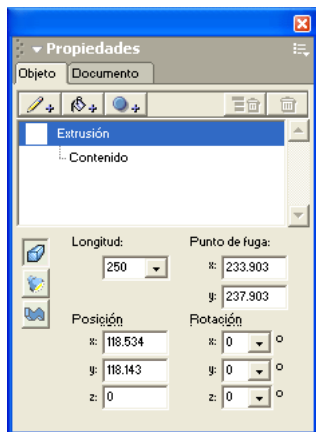 Propiedades
Objeto Documento
Extrusión
Contenido
Longitud: Punto de fuga:
250 x: 233.903
y: 237.903
Posición Rotación
x: 118.534 x: 0 º
y: 118.143 y: 0 º
z: 0 z: 0 º